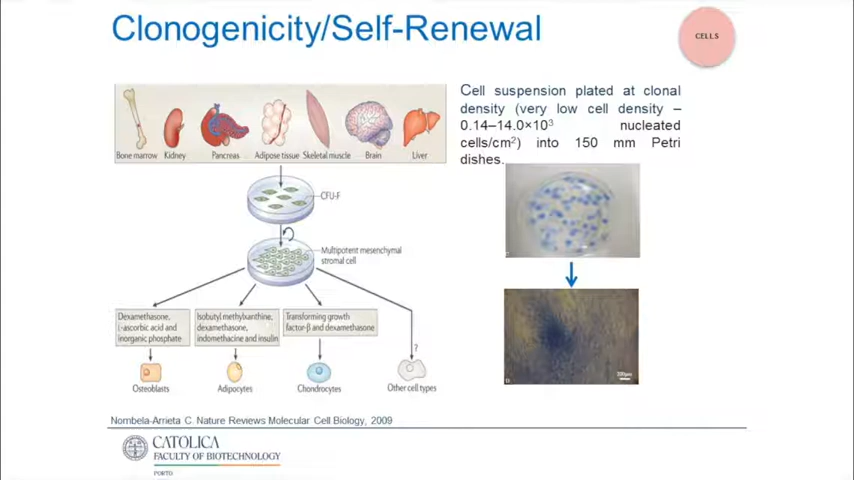 Clonogenicity/Self-Renewal
CELLS
Bone marrow Kidney Pancreas Adipose tissue Skeletal muscle Brain Liver
CFU-F
Multipotent mesenchymal
stromal cell
Dexamethasone,
L-ascorbic acid and
inorganic phosphate
Isobutyl methylxanthine,
dexamethasone,
indomethacine and insulin
Transforming growth
factor-β and dexamethasone
?
Osteoblasts
Adipocytes
Chondrocytes
Other cell types
Cell suspension plated at clonal
density (very low cell density –
0.14–14.0×10³ nucleated
cells/cm²) into 150 mm Petri
dishes.
200µm
Nombela-Arrieta C. Nature Reviews Molecular Cell Biology, 2009
CATOLICA
FACULTY OF BIOTECHNOLOGY
PORTO